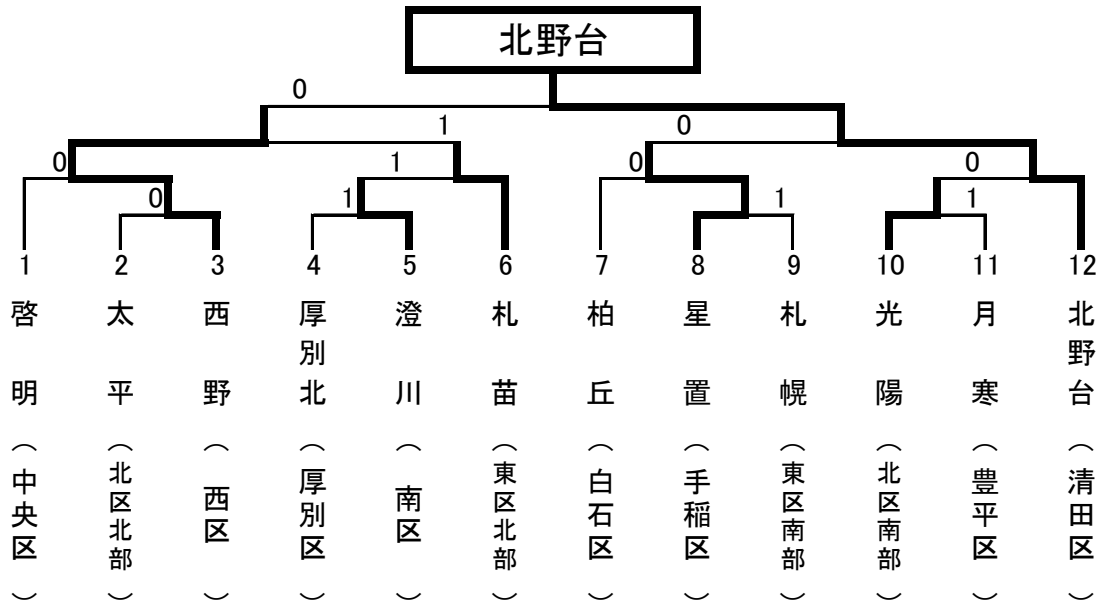 北野台
0
1
0
0
1
0
0
0
1
1
1
1 2 3 4 5 6 7 8 9 10 11 12
啓明（中央区）
太平（北区北部）
西野（西区）
厚別北（厚別区）
澄川（南区）
札苗（東区北部）
柏丘（白石区）
星置（手稲区）
札幌（東区南部）
光陽（北区南部）
月寒（豊平区）
北野台（清田区）